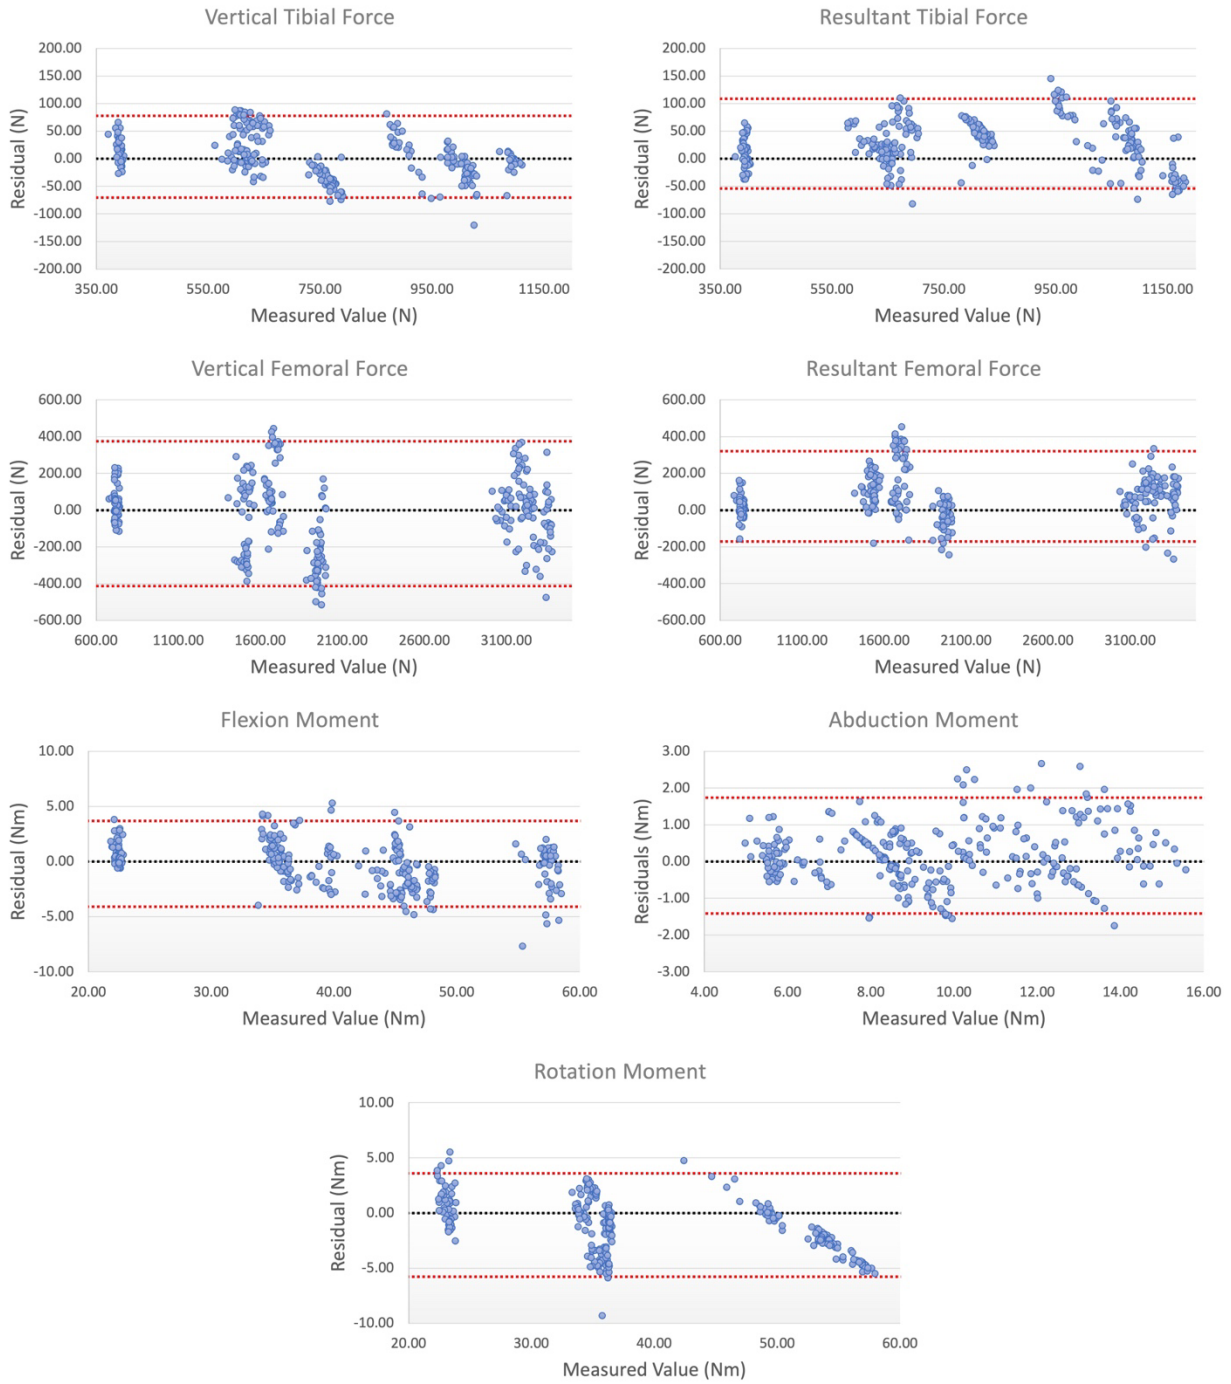 Vertical Tibial Force
200.00
150.00
100.00
50.00
0.00
-50.00
-100.00
-150.00
-200.00
Residual (N)
350.00 550.00 750.00 950.00 1150.00
Measured Value (N)
Resultant Tibial Force
200.00
150.00
100.00
50.00
0.00
-50.00
-100.00
-150.00
-200.00
Residual (N)
350.00 550.00 750.00 950.00 1150.00
Measured Value (N)
Vertical Femoral Force
600.00
400.00
200.00
0.00
-200.00
-400.00
-600.00
Residual (N)
600.00 1100.00 1600.00 2100.00 2600.00 3100.00
Measured Value (N)
Resultant Femoral Force
600.00
400.00
200.00
0.00
-200.00
-400.00
-600.00
Residual (N)
600.00 1100.00 1600.00 2100.00 2600.00 3100.00
Measured Value (N)
Flexion Moment
10.00
5.00
0.00
-5.00
-10.00
Residual (Nm)
20.00 30.00 40.00 50.00 60.00
Measured Value (Nm)
Abduction Moment
3.00
2.00
1.00
0.00
-1.00
-2.00
-3.00
Residuals (Nm)
4.00 6.00 8.00 10.00 12.00 14.00 16.00
Measured Value (Nm)
Rotation Moment
10.00
5.00
0.00
-5.00
-10.00
Residual (Nm)
20.00 30.00 40.00 50.00 60.00
Measured Value (Nm)